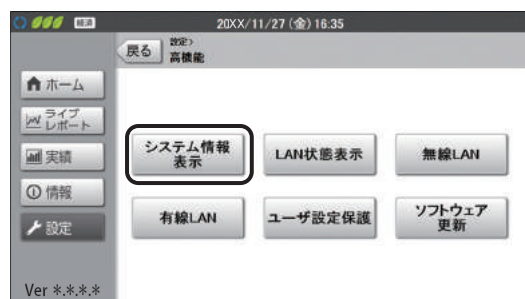 経済
20XX/11/27 (金) 16:35
戻る
設定>
高機能
ホーム
ライブ
レポート
実績
情報
設定
システム情報
表示
LAN状態表示
無線LAN
有線LAN
ユーザ設定保護
ソフトウェア
更新
Ver *.*.*.*